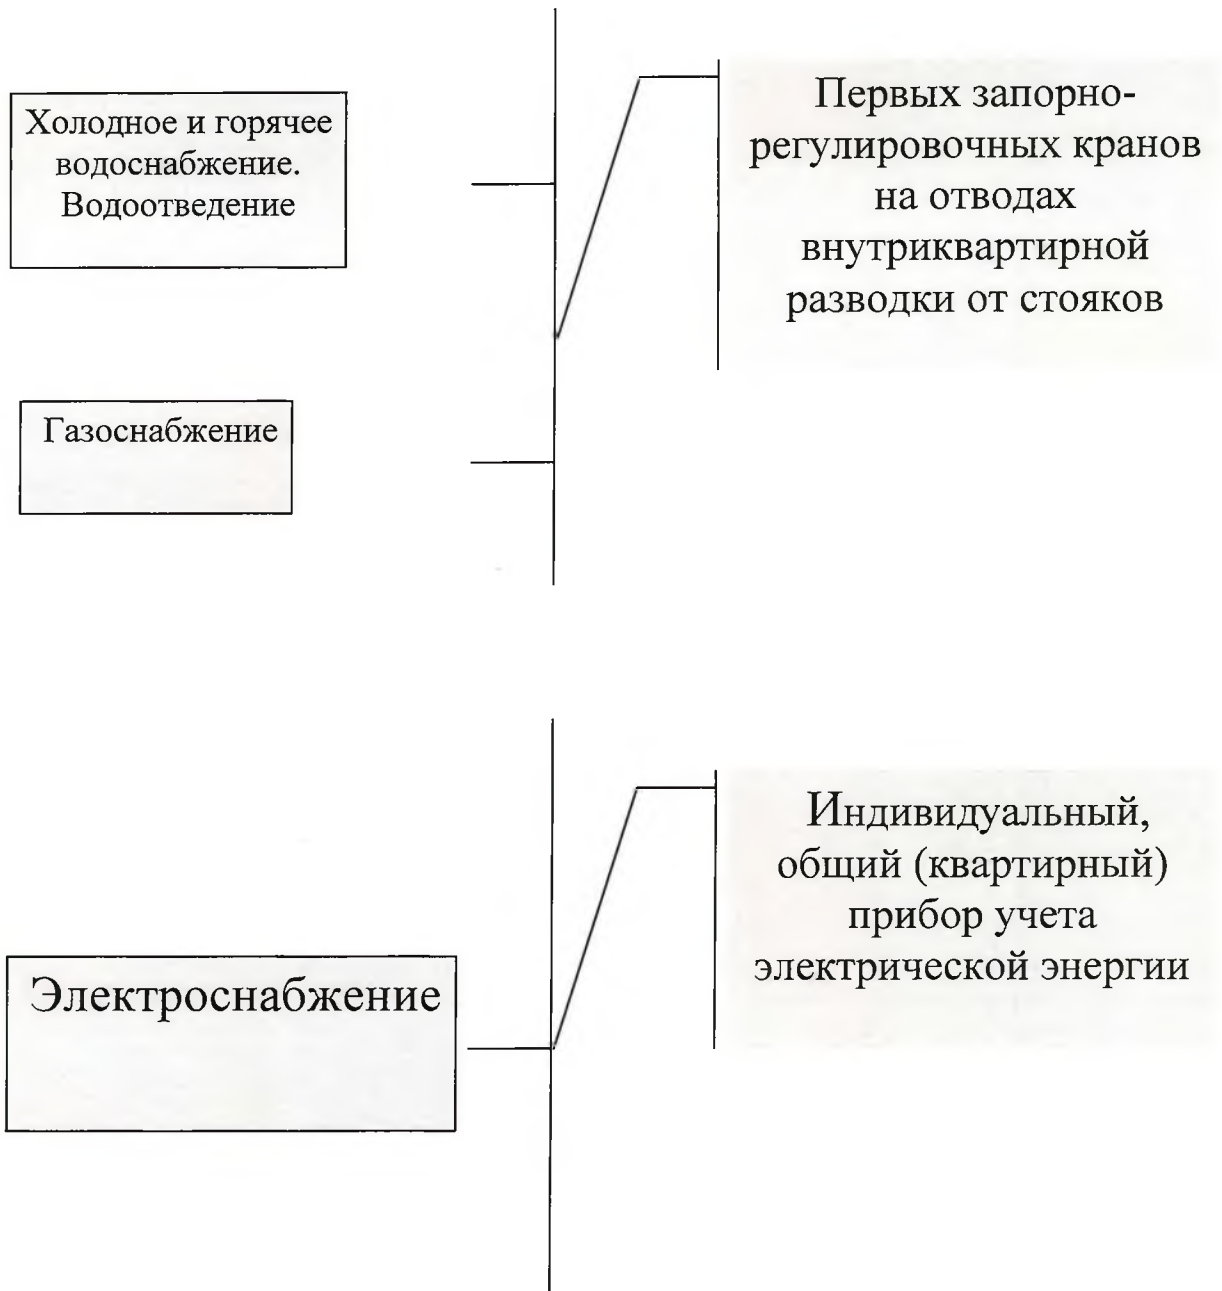 Холодное и горячее
водоснабжение.
Водоотведение
Первых запорно-
регулировочных кранов
на отводах
внутриквартирной
разводки от стояков
Газоснабжение
Индивидуальный,
общий (квартирный)
прибор учета
электрической энергии
Электроснабжение